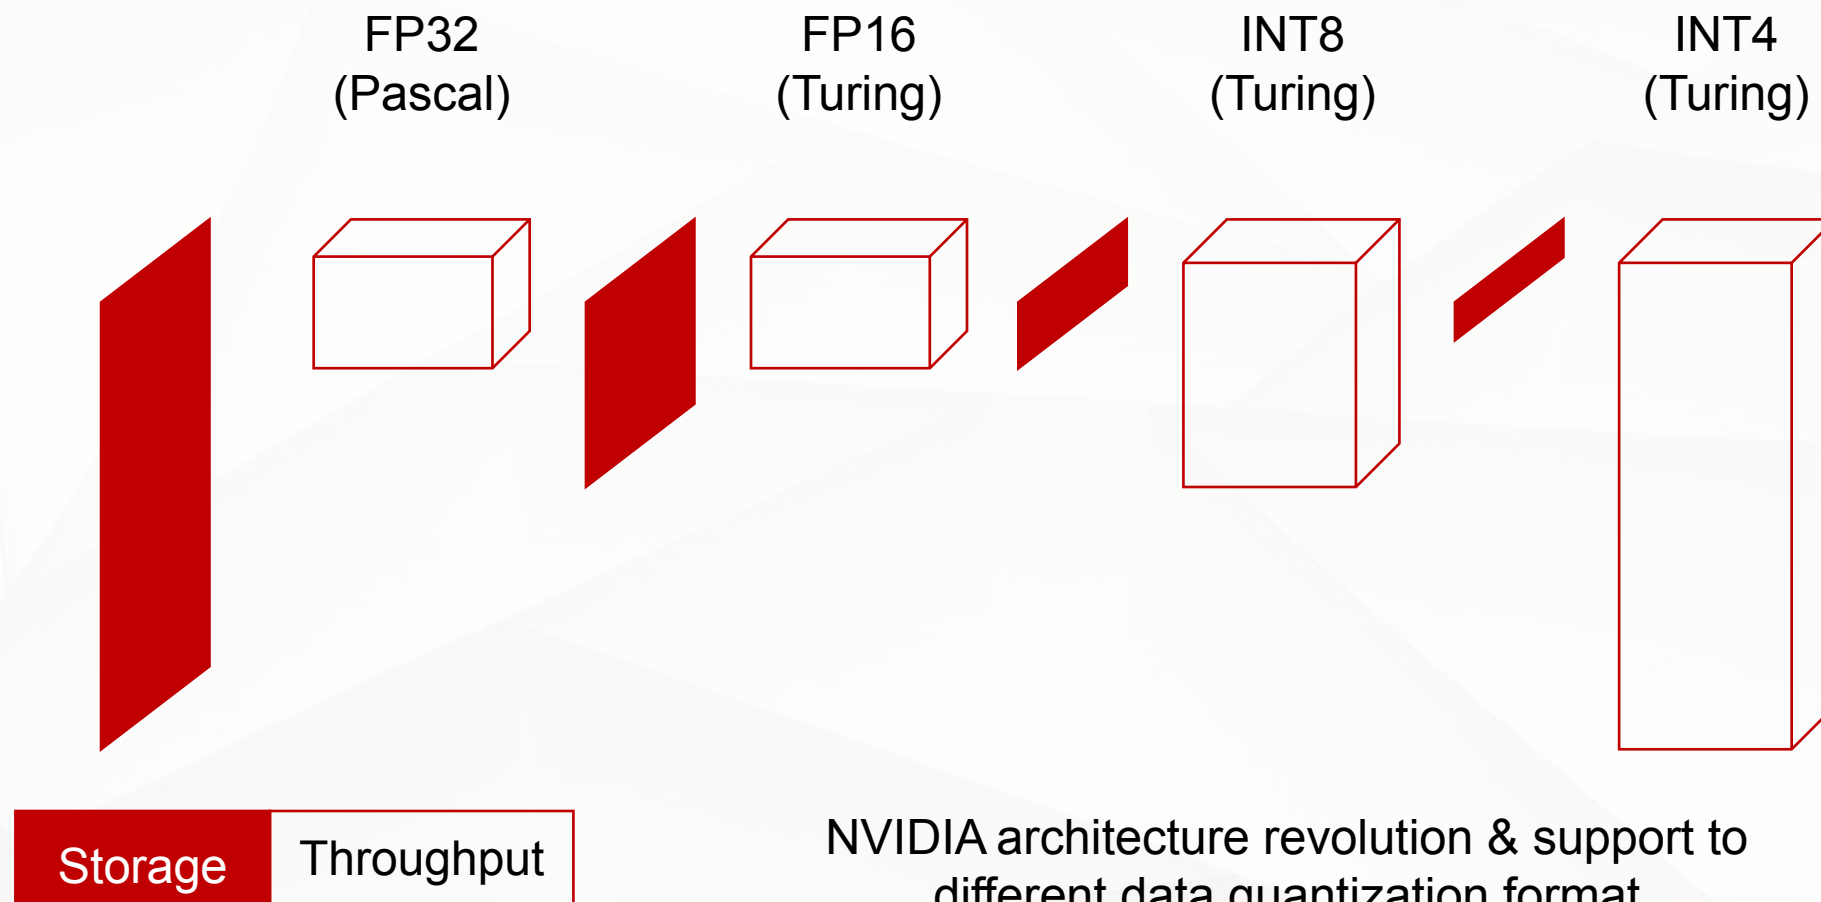 FP32
(Pascal)
FP16
(Turing)
INT8
(Turing)
INT4
(Turing)
Storage
Throughput
NVIDIA architecture revolution & support to
different data quantization format